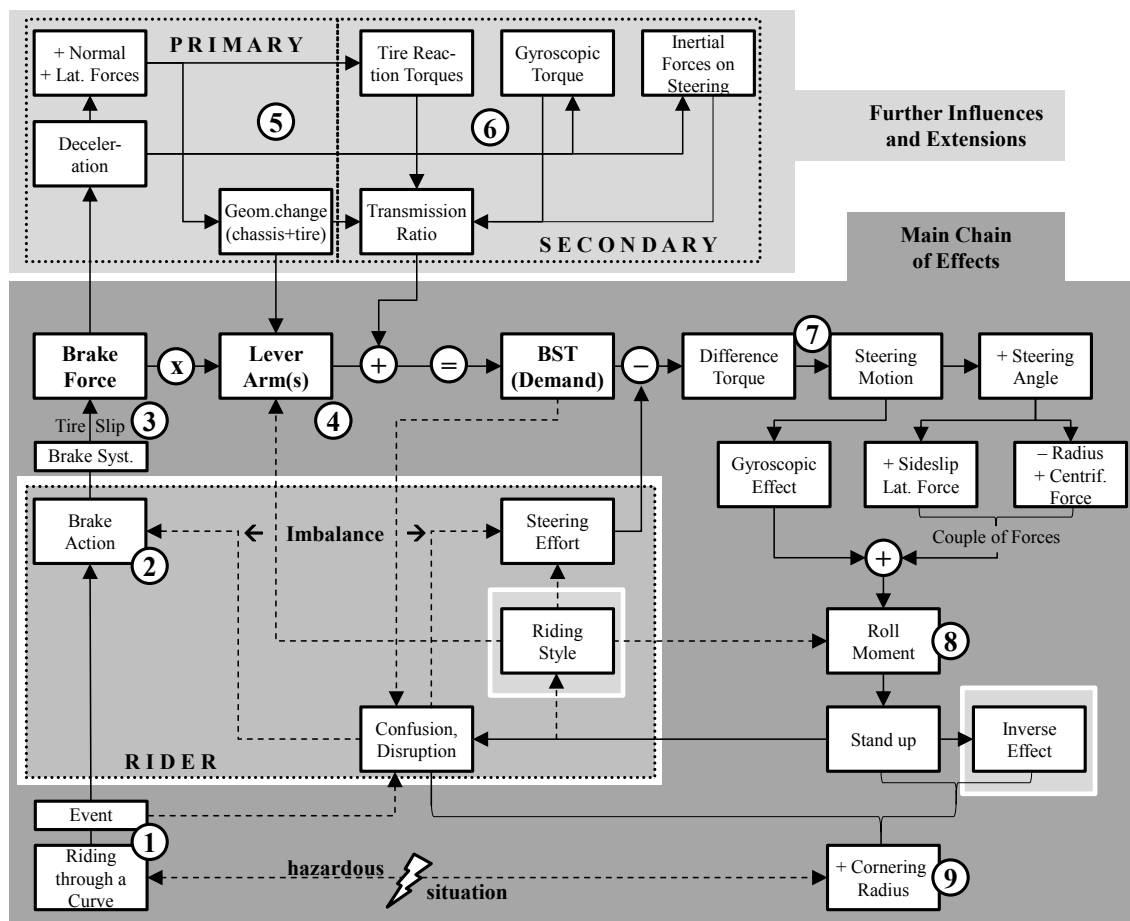 P R I M A R Y
+ Normal
+ Lat. Forces
Tire Reac-
tion Torques
Gyroscopic
Torque
Inertial
Forces on
Steering
5
6
Further Influences
and Extensions
Deceler-
ation
Geom.change
(chassis+tire)
Transmission
Ratio
S E C O N D A R Y
Main Chain
of Effects
Brake
Force
x
Lever
Arm(s)
+
=
BST
(Demand)
−
Difference
Torque
7
Steering
Motion
+ Steering
Angle
3
4
Tire Slip
Brake Syst.
Gyroscopic
Effect
+ Sideslip
Lat. Force
− Radius
+ Centrif.
Force
Brake
Action
2
← Imbalance →
Steering
Effort
Couple of Forces
+
Riding
Style
Roll
Moment
8
Confusion,
Disruption
Stand up
Inverse
Effect
R I D E R
Event
1
Riding
through a
Curve
hazardous
situation
+ Cornering
Radius
9